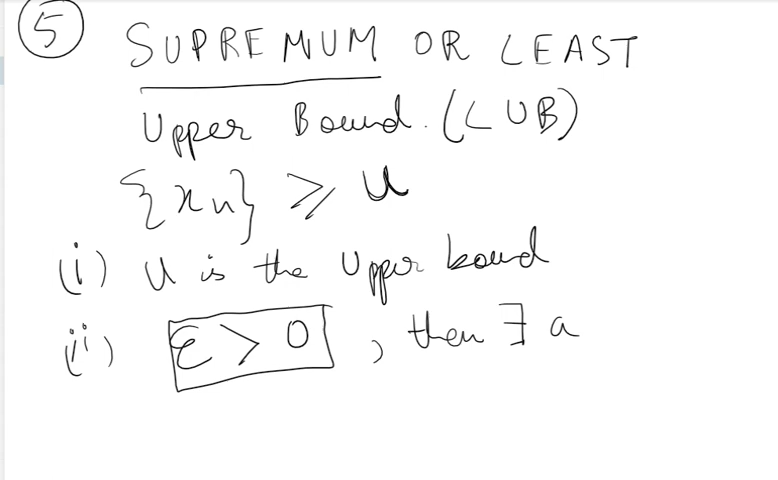 5 SUPREMUM OR LEAST
Upper Bound. (LUB)
{xn} ≥ u
(i) u is the Upper bound
(ii) ε > 0, then ∃ a